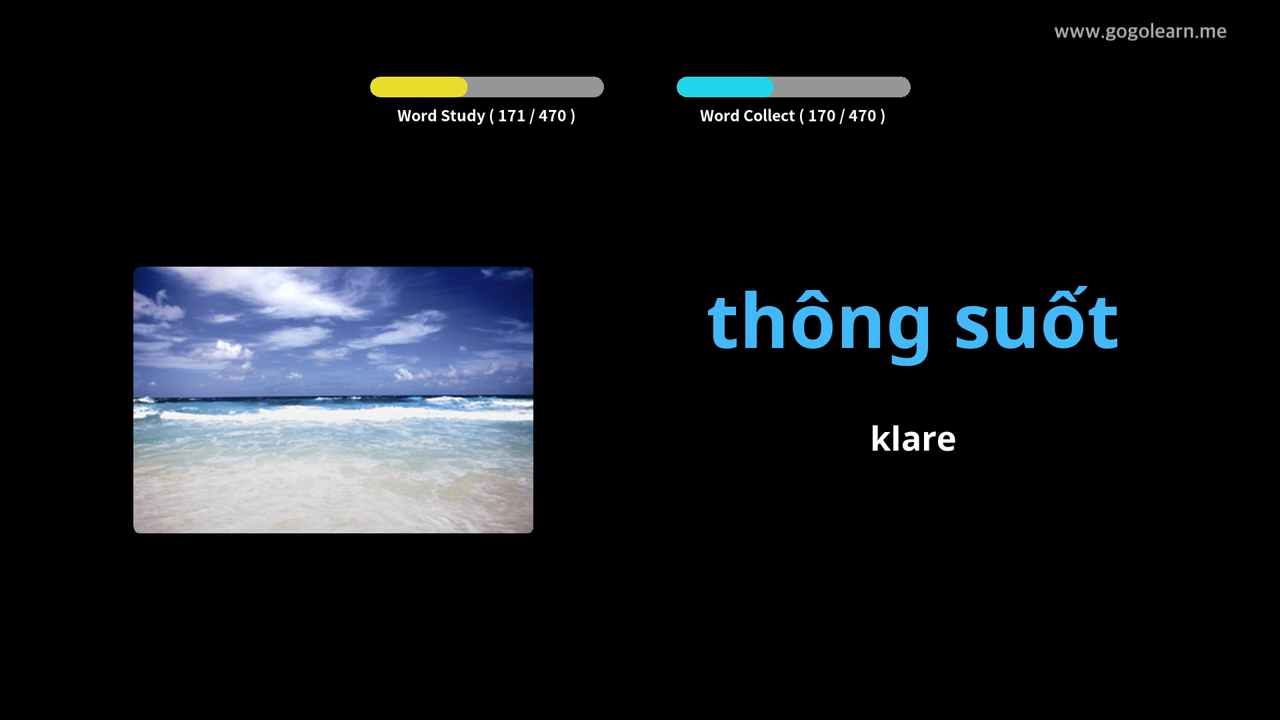 www.gogolearn.me
Word Study ( 171 / 470 )
Word Collect ( 170 / 470 )
thông suốt
klare